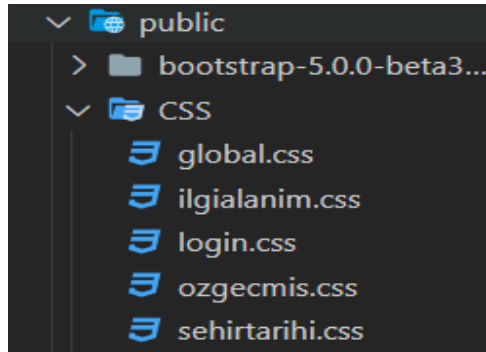 public
bootstrap-5.0.0-beta3...
CSS
global.css
ilgialanim.css
login.css
ozgecmis.css
sehirtarihi.css